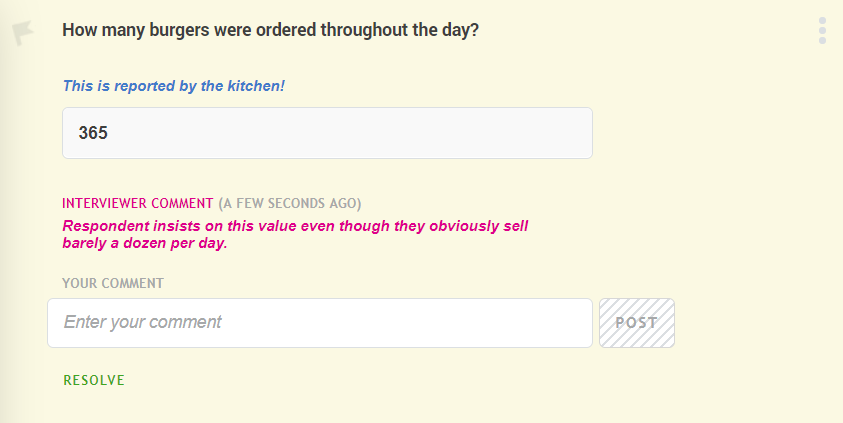 How many burgers were ordered throughout the day?
This is reported by the kitchen!
365
INTERVIEWER COMMENT (A FEW SECONDS AGO)
Respondent insists on this value even though they obviously sell
barely a dozen per day.
YOUR COMMENT
Enter your comment
POST
RESOLVE